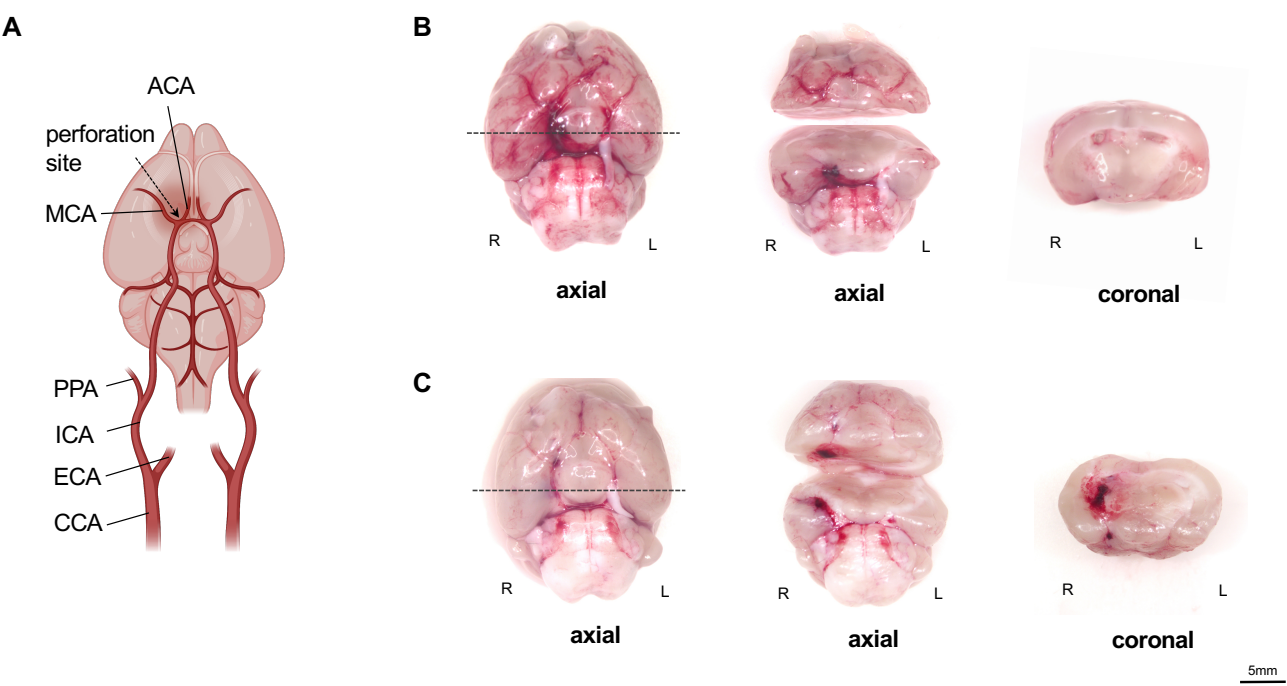 A
ACA
perforation
site
MCA
PPA
ICA
ECA
CCA
B
R
L
axial
R
L
axial
R
L
coronal
C
R
L
axial
R
L
axial
R
L
coronal
5mm